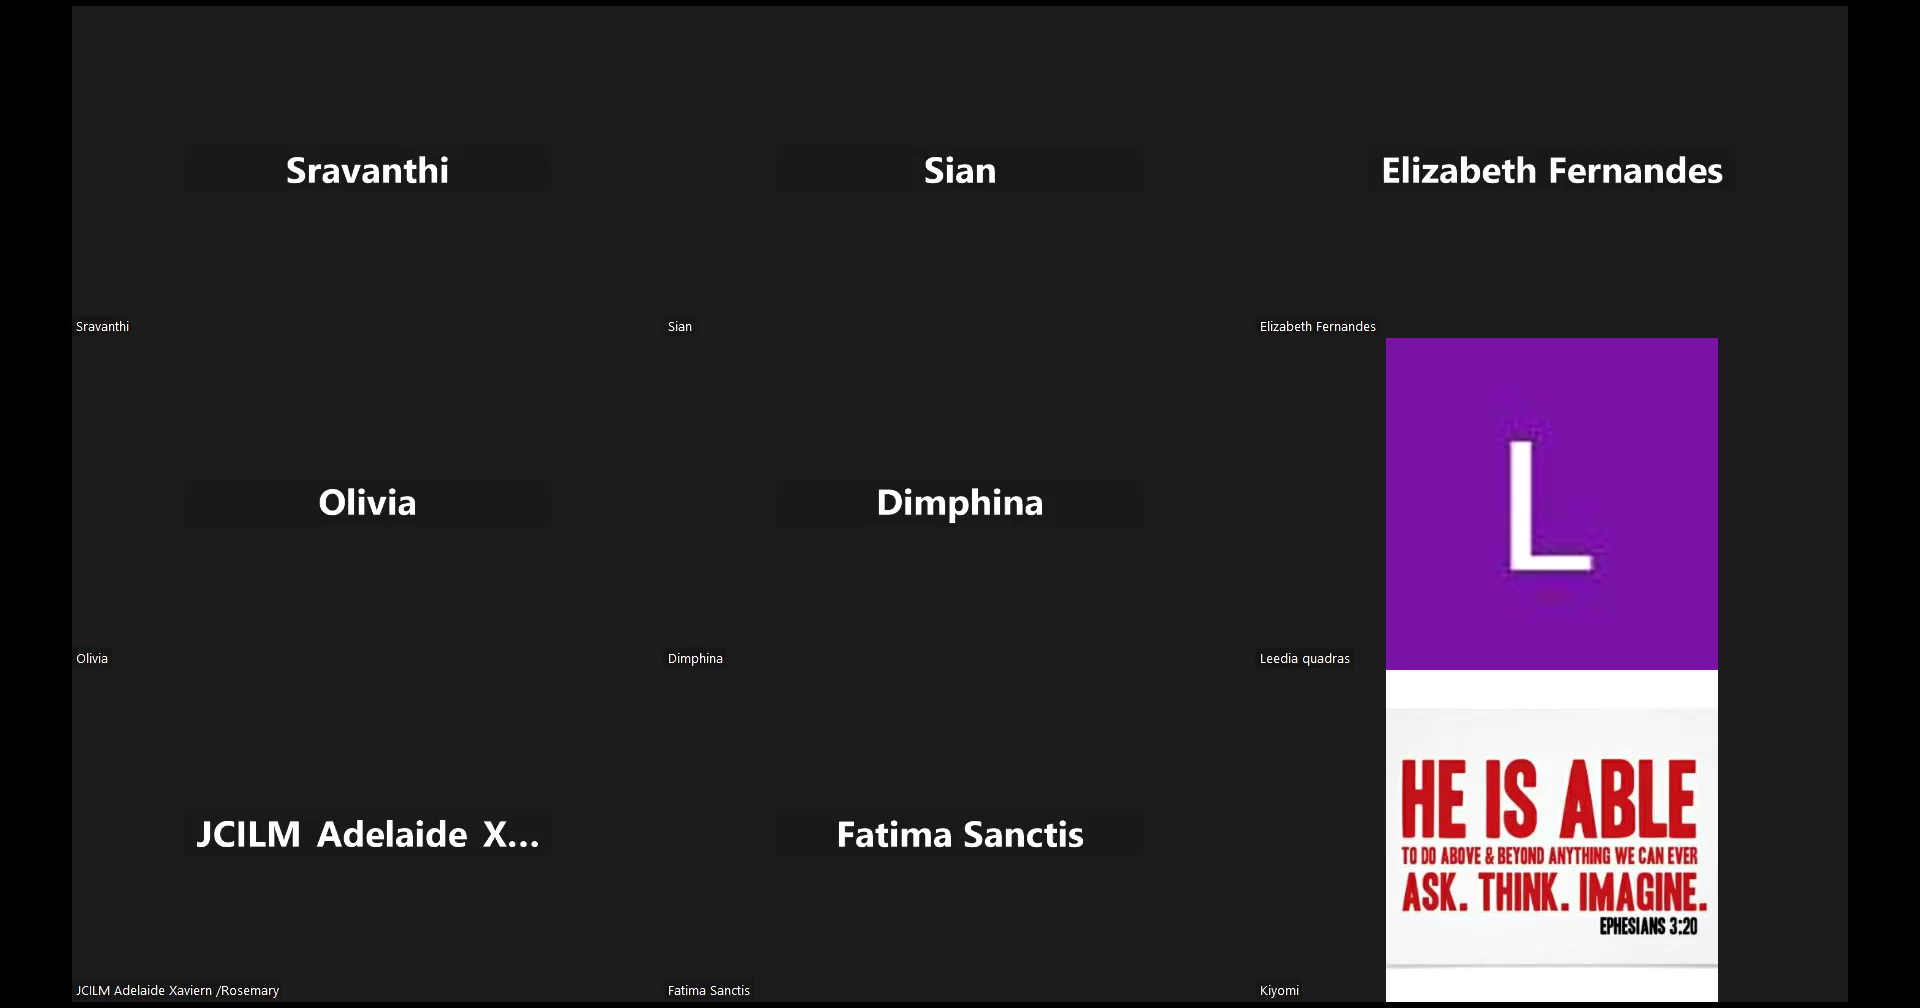 Sravanthi
Sian
Elizabeth Fernandes
Sravanthi
Sian
Elizabeth Fernandes
Olivia
Dimphina
L
Olivia
Dimphina
Leedia quadras
JCILM Adelaide X...
Fatima Sanctis
HE IS ABLE
TO DO ABOVE & BEYOND ANYTHING WE CAN EVER
ASK. THINK. IMAGINE.
EPHESIANS 3:20
JCILM Adelaide Xaviern /Rosemary
Fatima Sanctis
Kiyomi